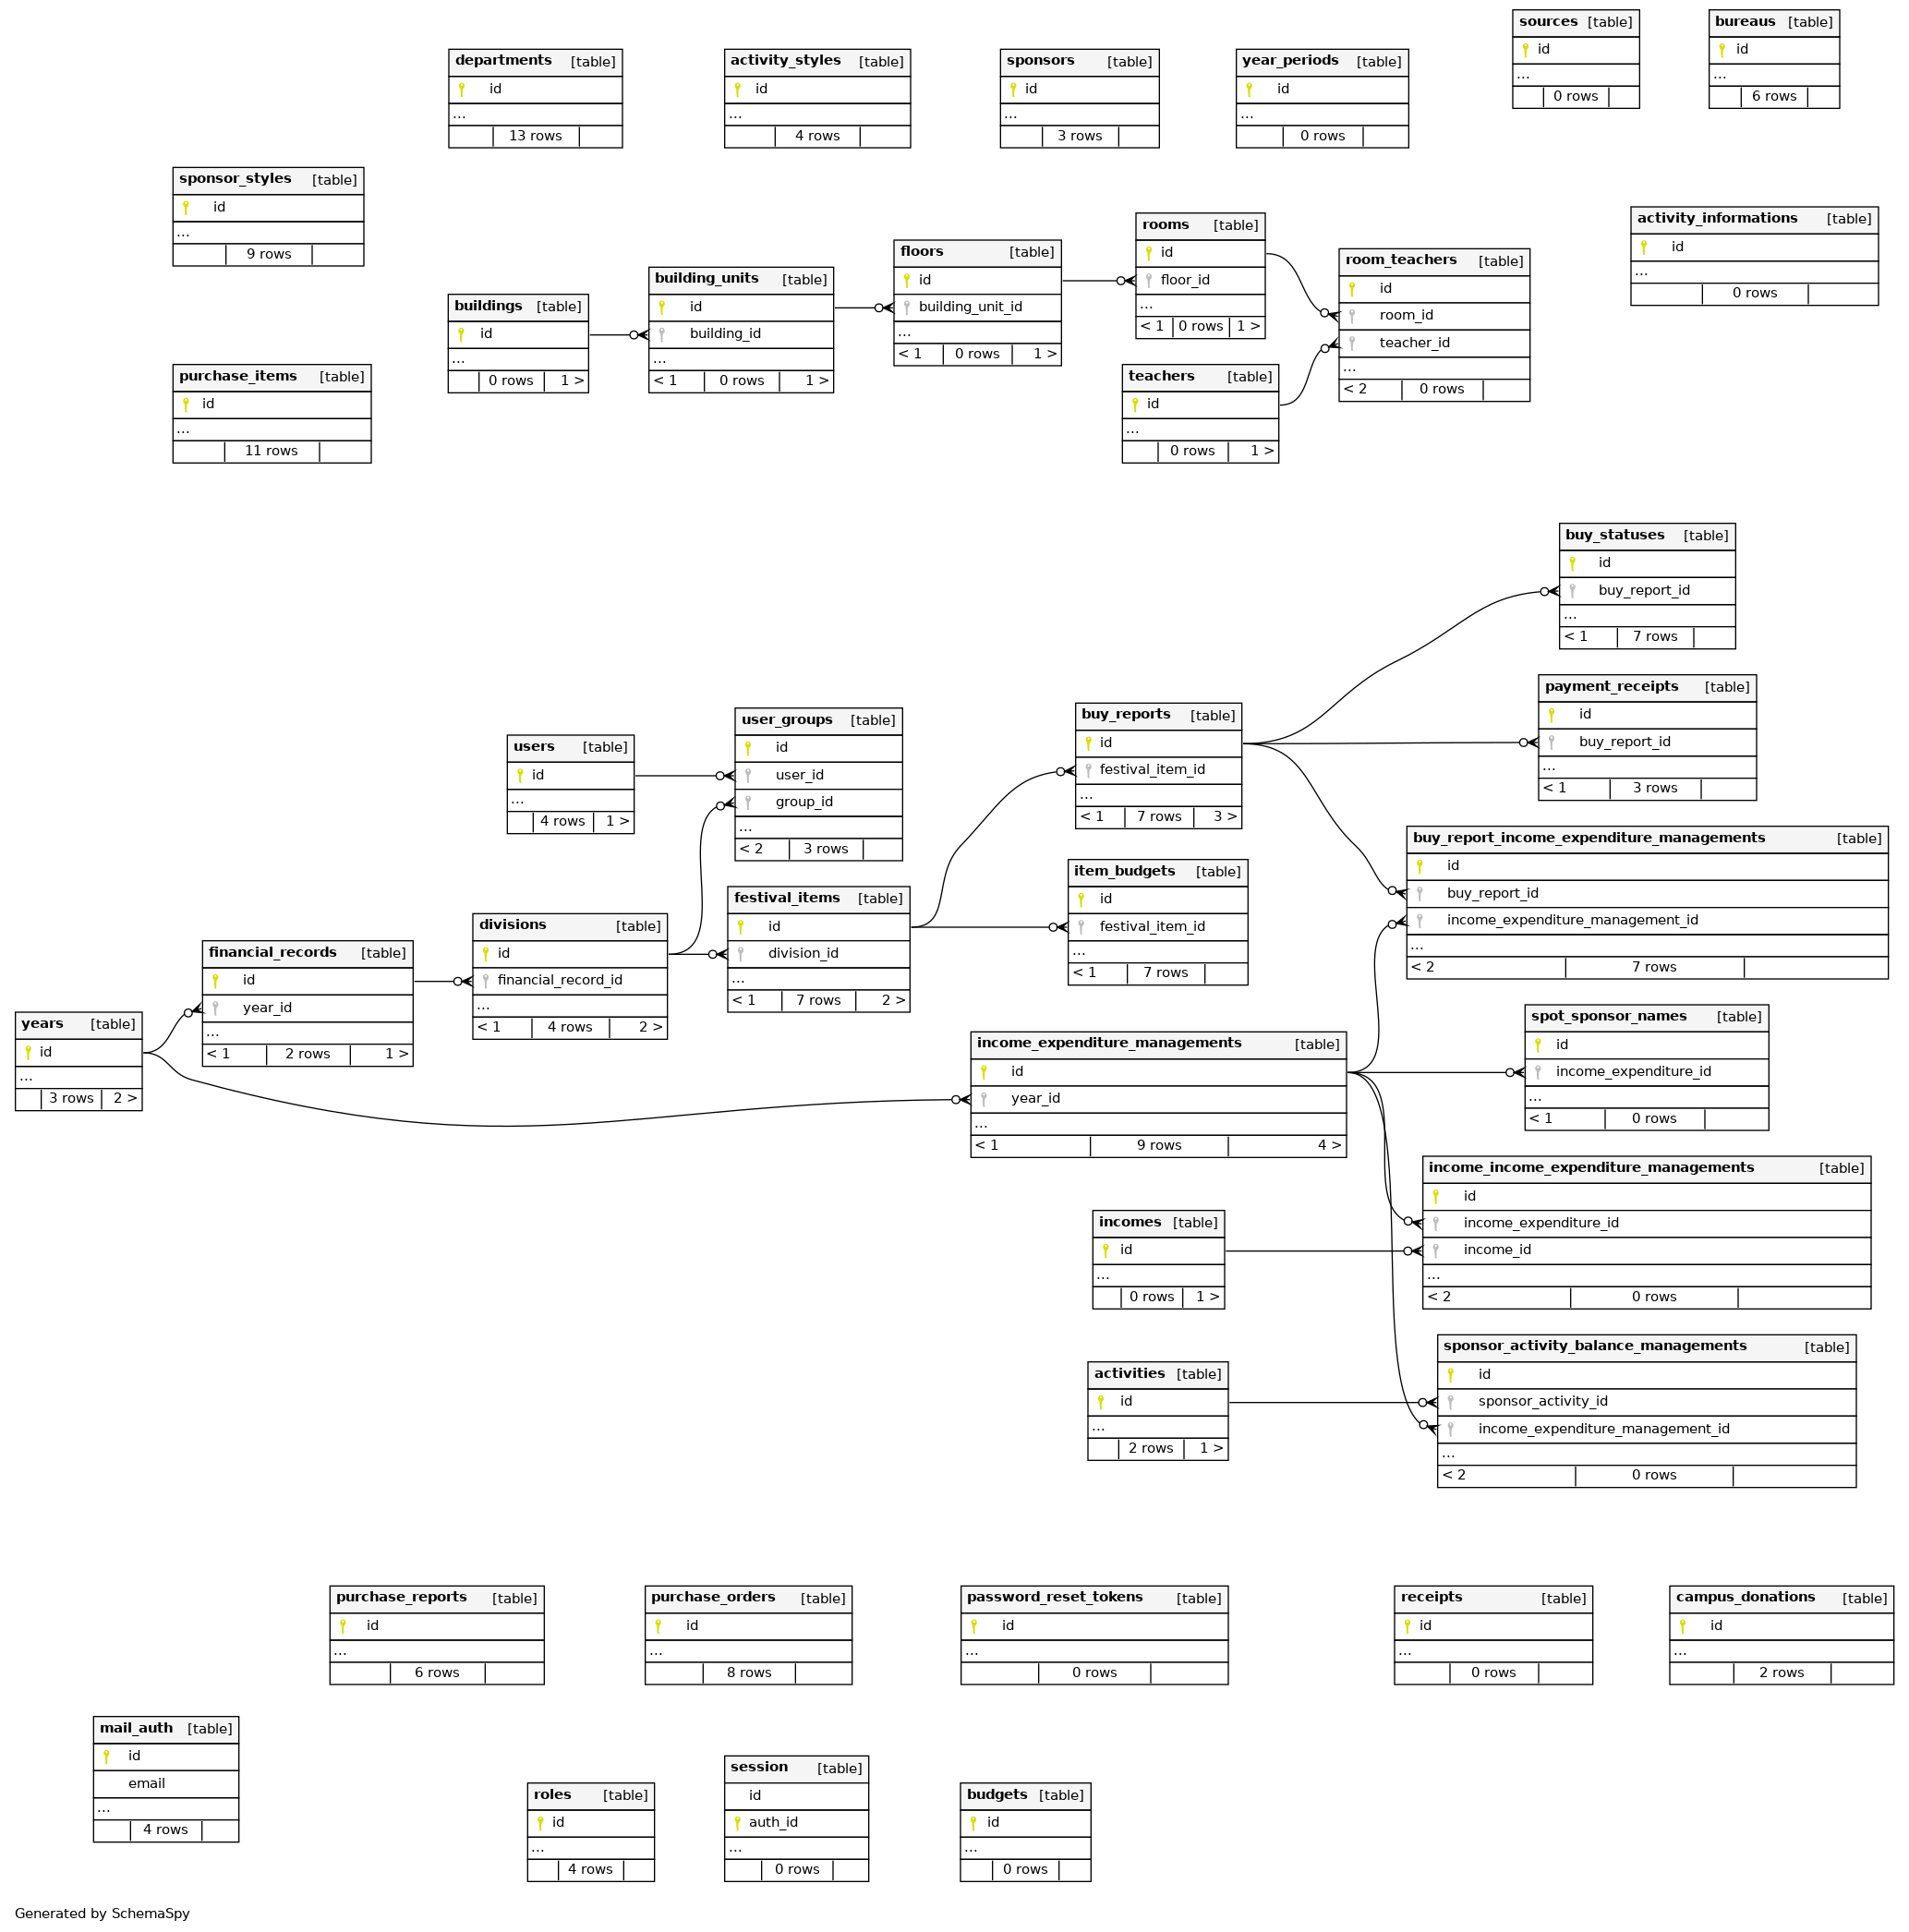 sources [table]
id
...
0 rows
bureaus [table]
id
...
6 rows
departments [table]
id
...
13 rows
activity_styles [table]
id
...
4 rows
sponsors [table]
id
...
3 rows
year_periods [table]
id
...
0 rows
sponsor_styles [table]
id
...
9 rows
activity_informations [table]
id
...
0 rows
rooms [table]
id
floor_id
...
< 1 0 rows 1 >
floors [table]
id
building_unit_id
...
< 1 0 rows 1 >
room_teachers [table]
id
room_id
teacher_id
...
< 2 0 rows
building_units [table]
id
building_id
...
< 1 0 rows 1 >
buildings [table]
id
...
0 rows 1 >
purchase_items [table]
id
...
11 rows
teachers [table]
id
...
0 rows 1 >
buy_statuses [table]
id
buy_report_id
...
< 1 7 rows
payment_receipts [table]
id
buy_report_id
...
< 1 3 rows
buy_reports [table]
id
festival_item_id
...
< 1 7 rows 3 >
user_groups [table]
id
user_id
group_id
...
< 2 3 rows
users [table]
id
...
4 rows 1 >
buy_report_income_expenditure_managements [table]
id
buy_report_id
income_expenditure_management_id
...
< 2 7 rows
item_budgets [table]
id
festival_item_id
...
< 1 7 rows
festival_items [table]
id
division_id
...
< 1 7 rows 2 >
divisions [table]
id
financial_record_id
...
< 1 4 rows 2 >
financial_records [table]
id
year_id
...
< 1 2 rows 1 >
years [table]
id
...
3 rows 2 >
spot_sponsor_names [table]
id
income_expenditure_id
...
< 1 0 rows
income_expenditure_managements [table]
id
year_id
...
< 1 9 rows 4 >
income_income_expenditure_managements [table]
id
income_expenditure_id
income_id
...
< 2 0 rows
incomes [table]
id
...
0 rows 1 >
sponsor_activity_balance_managements [table]
id
sponsor_activity_id
income_expenditure_management_id
...
< 2 0 rows
activities [table]
id
...
2 rows 1 >
purchase_reports [table]
id
...
6 rows
purchase_orders [table]
id
...
8 rows
password_reset_tokens [table]
id
...
0 rows
receipts [table]
id
...
0 rows
campus_donations [table]
id
...
2 rows
mail_auth [table]
id
email
...
4 rows
roles [table]
id
...
4 rows
session [table]
id
auth_id
...
0 rows
budgets [table]
id
...
0 rows
Generated by SchemaSpy